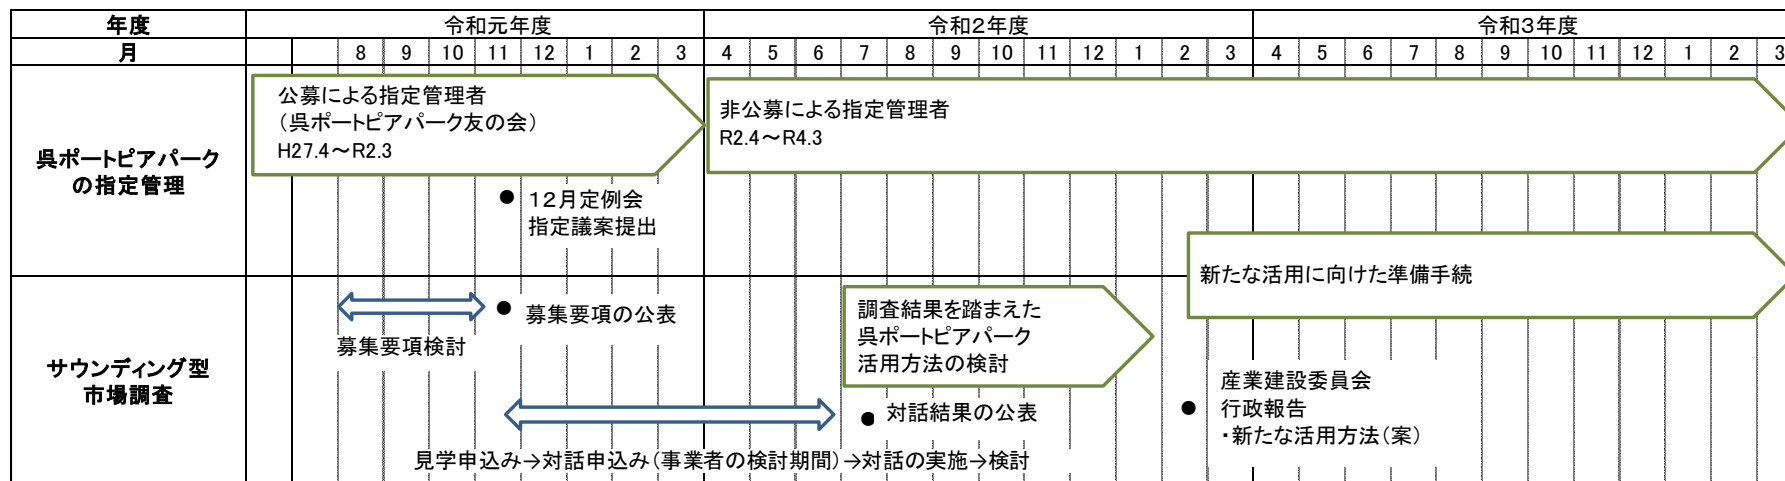 年度 令和元年度 令和２年度 令和３年度
月 8 9 10 11 12 1 2 3 4 5 6 7 8 9 10 11 12 1 2 3 4 5 6 7 8 9 10 11 12 1 2 3
呉ポートピアパーク
の指定管理
公募による指定管理者
（呉ポートピアパーク友の会）
H27.4～R2.3
非公募による指定管理者
R2.4～R4.3
● １２月定例会
指定議案提出
新たな活用に向けた準備手続
サウンディング型
市場調査
募集要項検討
● 募集要項の公表
調査結果を踏まえた
呉ポートピアパーク
活用方法の検討
● 対話結果の公表
見学申込み→対話申込み（事業者の検討期間）→対話の実施→検討
産業建設委員会
● 行政報告
・新たな活用方法（案）